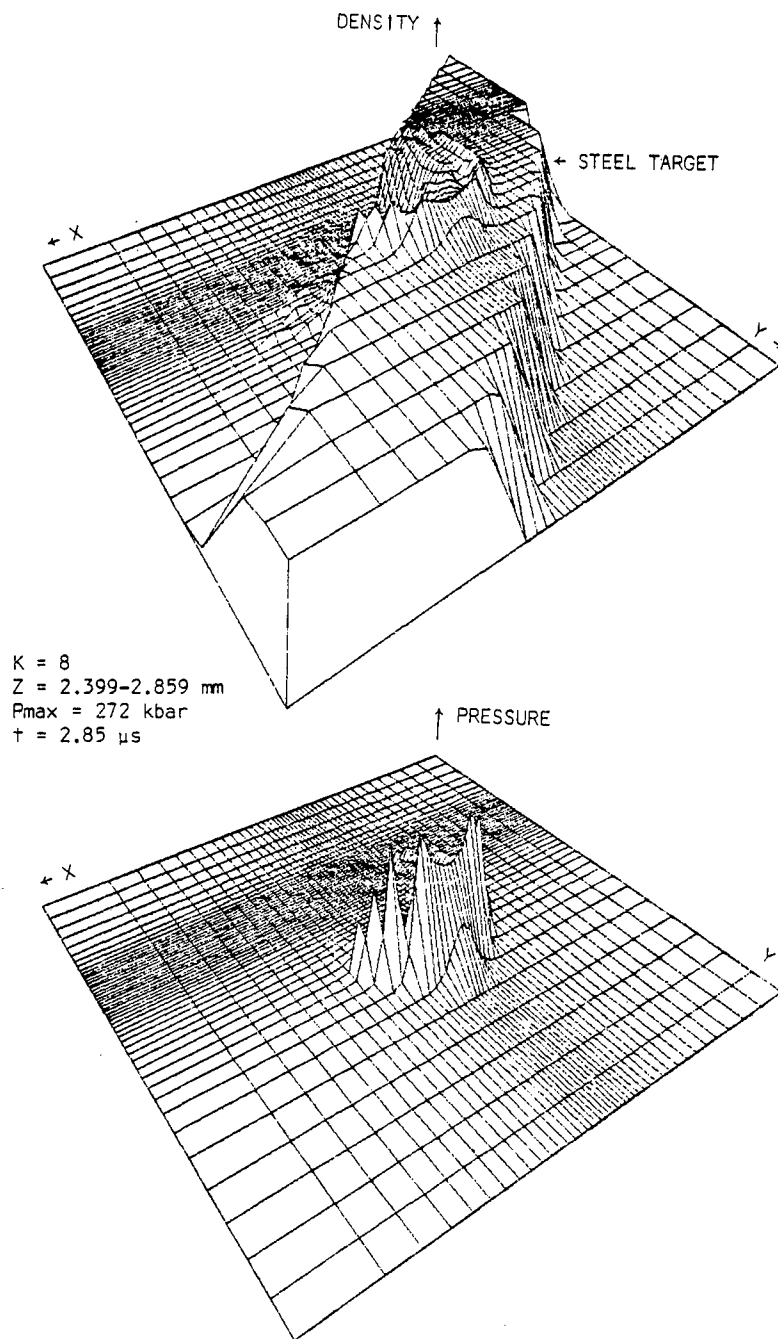 DENSITY ↑
← STEEL TARGET
← X
Y →
K = 8
Z = 2.399-2.859 mm
Pmax = 272 kbar
t = 2.85 µs
↑ PRESSURE
← X
Y